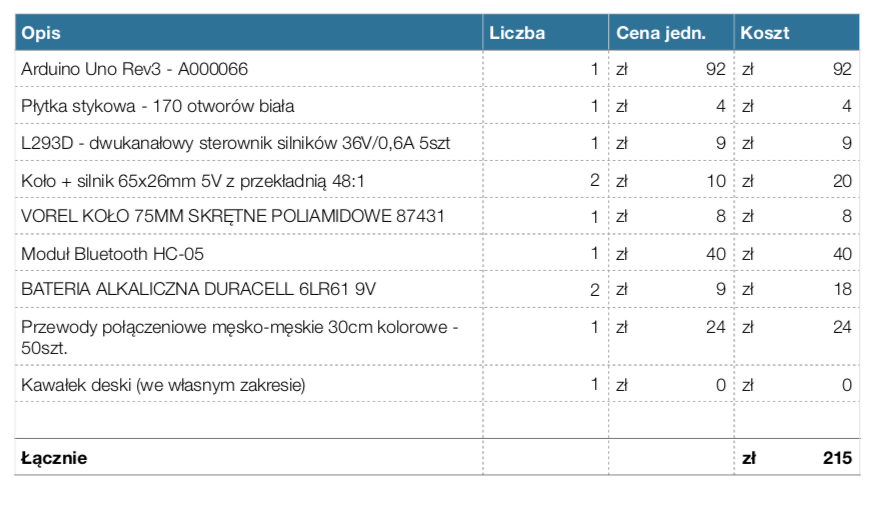 Opis Liczba Cena jedn. Koszt
Arduino Uno Rev3 - A000066 1 zł 92 zł 92
Płytka stykowa - 170 otworów biała 1 zł 4 zł 4
L293D - dwukanałowy sterownik silników 36V/0,6A 5szt 1 zł 9 zł 9
Koło + silnik 65x26mm 5V z przekładnią 48:1 2 zł 10 zł 20
VOREL KOŁO 75MM SKRĘTNE POLIAMIDOWE 87431 1 zł 8 zł 8
Moduł Bluetooth HC-05 1 zł 40 zł 40
BATERIA ALKALICZNA DURACELL 6LR61 9V 2 zł 9 zł 18
Przewody połączeniowe męsko-męskie 30cm kolorowe - 1 zł 24 zł 24
50szt.
Kawałek deski (we własnym zakresie) 1 zł 0 zł 0
Łącznie zł 215